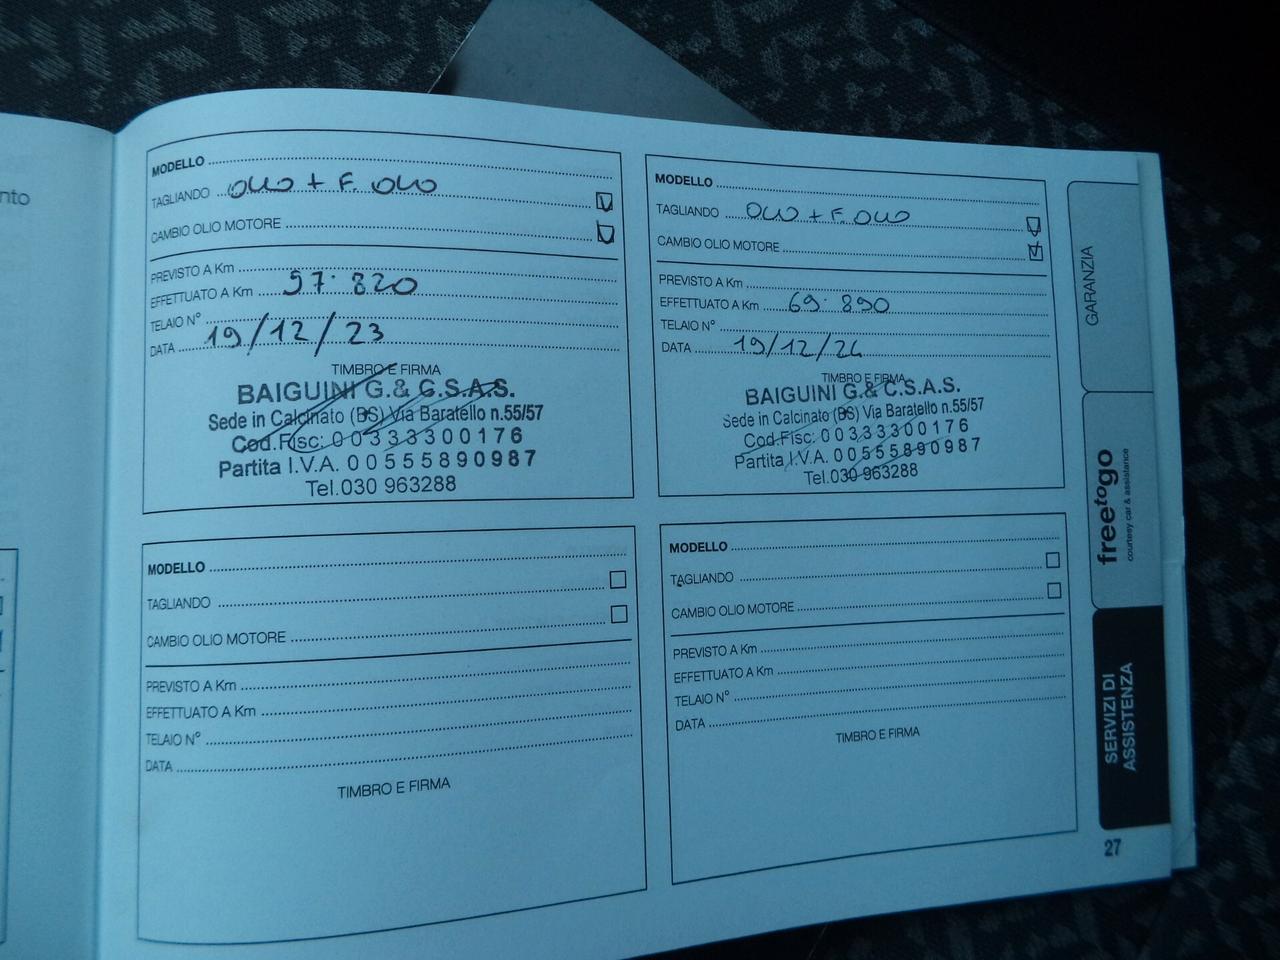 nto
MODELLO
TAGLIANDO OLIO + F. OLIO
CAMBIO OLIO MOTORE
PREVISTO A Km
EFFETTUATO A Km 57.820
TELAIO N°
DATA 19/12/23
TIMBRO E FIRMA
BAIGUINI G.& C.S.A.S.
Sede in Calcinato (BS) Via Baratello n.55/57
Cod.Fisc: 00333300176
Partita I.V.A. 00555890987
Tel.030 963288
MODELLO
TAGLIANDO OLIO + F. OLIO
CAMBIO OLIO MOTORE
PREVISTO A Km
EFFETTUATO A Km 69.890
TELAIO N°
DATA 19/12/24
TIMBRO E FIRMA
BAIGUINI G.& C.S.A.S.
Sede in Calcinato (BS) Via Baratello n.55/57
Cod.Fisc: 00333300176
Partita I.V.A. 00555890987
Tel.030 963288
MODELLO
TAGLIANDO
CAMBIO OLIO MOTORE
PREVISTO A Km
EFFETTUATO A Km
TELAIO N°
DATA
TIMBRO E FIRMA
MODELLO
TAGLIANDO
CAMBIO OLIO MOTORE
PREVISTO A Km
EFFETTUATO A Km
TELAIO N°
DATA
TIMBRO E FIRMA
GARANZIA
freetogo
courtesy car & assistance
SERVIZI DI
ASSISTENZA
27